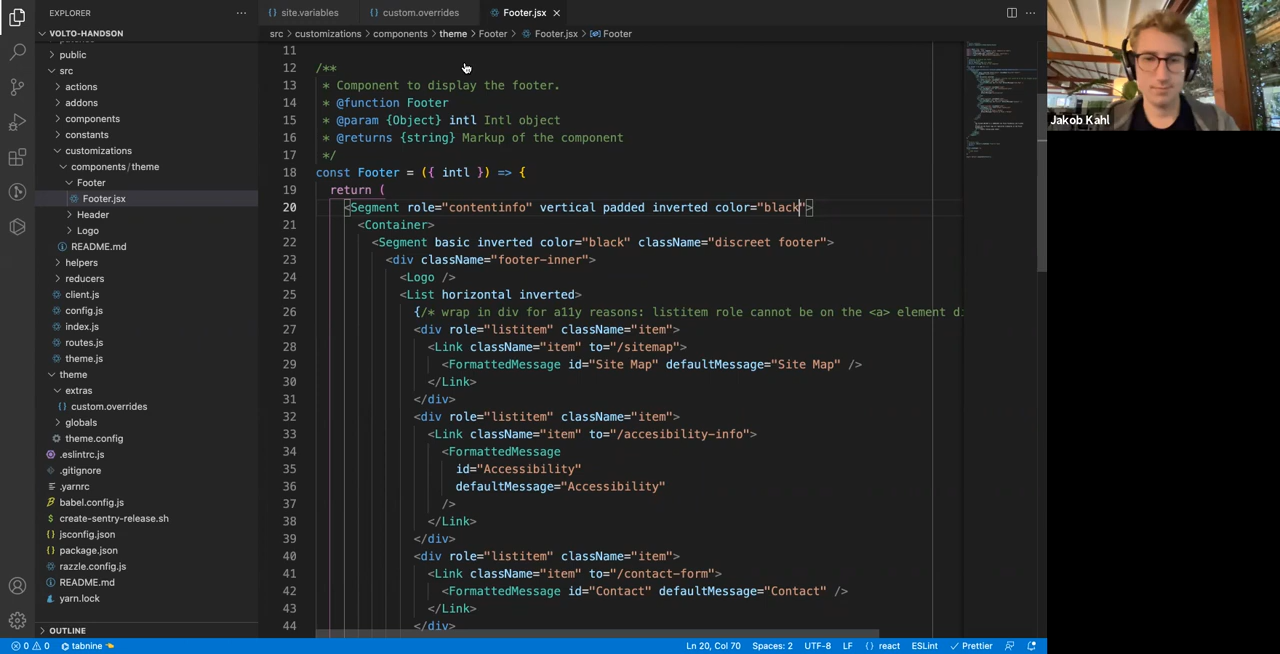 EXPLORER
VOLTO-HANDSON
public
src
actions
addons
components
constants
customizations
components / theme
Footer
Footer.jsx
Header
Logo
README.md
helpers
reducers
client.js
config.js
index.js
routes.js
theme.js
theme
extras
custom.overrides
globals
theme.config
.eslintrc.js
.gitignore
.yarnrc
babel.config.js
create-sentry-release.sh
jsconfig.json
package.json
razzle.config.js
README.md
yarn.lock
OUTLINE
site.variables custom.overrides Footer.jsx
src > customizations > components > theme > Footer > Footer.jsx > Footer
11
12 /**
13 * Component to display the footer.
14 * @function Footer
15 * @param {Object} intl Intl object
16 * @returns {string} Markup of the component
17 */
18 const Footer = ({ intl }) => {
19 return (
20 <Segment role="contentinfo" vertical padded inverted color="black">
21 <Container>
22 <Segment basic inverted color="black" className="discreet footer">
23 <div className="footer-inner">
24 <Logo />
25 <List horizontal inverted>
26 {/* wrap in div for a11y reasons: listitem role cannot be on the <a> element d
27 <div role="listitem" className="item">
28 <Link className="item" to="/sitemap">
29 <FormattedMessage id="Site Map" defaultMessage="Site Map" />
30 </Link>
31 </div>
32 <div role="listitem" className="item">
33 <Link className="item" to="/accesibility-info">
34 <FormattedMessage
35 id="Accessibility"
36 defaultMessage="Accessibility"
37 />
38 </Link>
39 </div>
40 <div role="listitem" className="item">
41 <Link className="item" to="/contact-form">
42 <FormattedMessage id="Contact" defaultMessage="Contact" />
43 </Link>
44 </div>
Jakob Kahl
0 0 tabnine Ln 20, Col 70 Spaces: 2 UTF-8 LF { } react ESLint Prettier